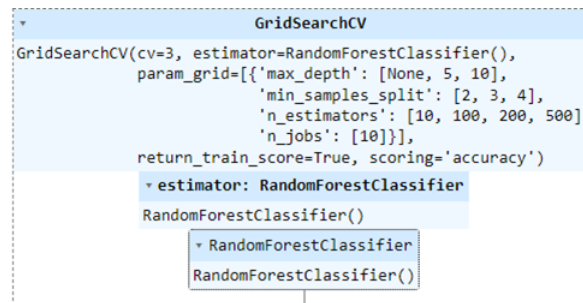 GridSearchCV
GridSearchCV(cv=3, estimator=RandomForestClassifier(),
param_grid=[{'max_depth': [None, 5, 10],
'min_samples_split': [2, 3, 4],
'n_estimators': [10, 100, 200, 500]
'n_jobs': [10]}],
return_train_score=True, scoring='accuracy')
estimator: RandomForestClassifier
RandomForestClassifier()
RandomForestClassifier
RandomForestClassifier()